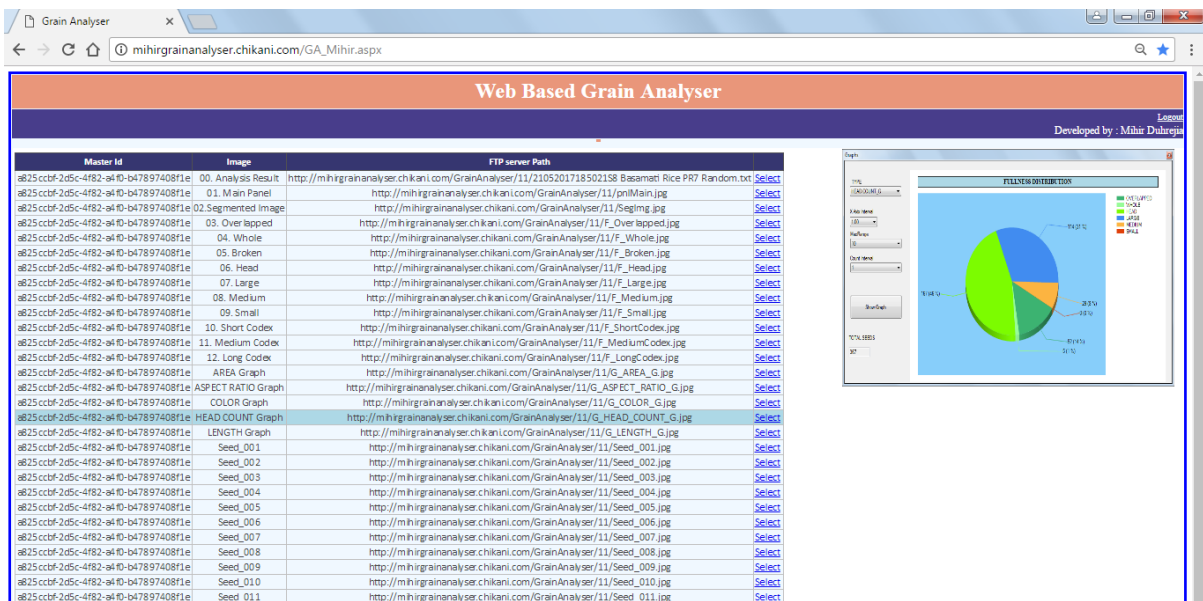 Grain Analyser
mihirgrainanalyser.chikani.com/GA_Mihir.aspx
Web Based Grain Analyser
Logout
Developed by : Mihir Duhrejia
Master Id Image FTP server Path
a825ccbf-2d5c-4f82-a4f0-b47897408f1e 00. Analysis Result http://mihirgrainanalyser.chikani.com/GrainAnalyser/11/21052017185021S8 Basamati Rice PR7 Random.txt Select
a825ccbf-2d5c-4f82-a4f0-b47897408f1e 01. Main Panel http://mihirgrainanalyser.chikani.com/GrainAnalyser/11/pnlMain.jpg Select
a825ccbf-2d5c-4f82-a4f0-b47897408f1e 02.Segmented Image http://mihirgrainanalyser.chikani.com/GrainAnalyser/11/SegImg.jpg Select
a825ccbf-2d5c-4f82-a4f0-b47897408f1e 03. Overlapped http://mihirgrainanalyser.chikani.com/GrainAnalyser/11/F_Overlapped.jpg Select
a825ccbf-2d5c-4f82-a4f0-b47897408f1e 04. Whole http://mihirgrainanalyser.chikani.com/GrainAnalyser/11/F_Whole.jpg Select
a825ccbf-2d5c-4f82-a4f0-b47897408f1e 05. Broken http://mihirgrainanalyser.chikani.com/GrainAnalyser/11/F_Broken.jpg Select
a825ccbf-2d5c-4f82-a4f0-b47897408f1e 06. Head http://mihirgrainanalyser.chikani.com/GrainAnalyser/11/F_Head.jpg Select
a825ccbf-2d5c-4f82-a4f0-b47897408f1e 07. Large http://mihirgrainanalyser.chikani.com/GrainAnalyser/11/F_Large.jpg Select
a825ccbf-2d5c-4f82-a4f0-b47897408f1e 08. Medium http://mihirgrainanalyser.chikani.com/GrainAnalyser/11/F_Medium.jpg Select
a825ccbf-2d5c-4f82-a4f0-b47897408f1e 09. Small http://mihirgrainanalyser.chikani.com/GrainAnalyser/11/F_Small.jpg Select
a825ccbf-2d5c-4f82-a4f0-b47897408f1e 10. Short Codex http://mihirgrainanalyser.chikani.com/GrainAnalyser/11/F_ShortCodex.jpg Select
a825ccbf-2d5c-4f82-a4f0-b47897408f1e 11. Medium Codex http://mihirgrainanalyser.chikani.com/GrainAnalyser/11/F_MediumCodex.jpg Select
a825ccbf-2d5c-4f82-a4f0-b47897408f1e 12. Long Codex http://mihirgrainanalyser.chikani.com/GrainAnalyser/11/F_LongCodex.jpg Select
a825ccbf-2d5c-4f82-a4f0-b47897408f1e AREA Graph http://mihirgrainanalyser.chikani.com/GrainAnalyser/11/G_AREA_G.jpg Select
a825ccbf-2d5c-4f82-a4f0-b47897408f1e ASPECT RATIO Graph http://mihirgrainanalyser.chikani.com/GrainAnalyser/11/G_ASPECT_RATIO_G.jpg Select
a825ccbf-2d5c-4f82-a4f0-b47897408f1e COLOR Graph http://mihirgrainanalyser.chikani.com/GrainAnalyser/11/G_COLOR_G.jpg Select
a825ccbf-2d5c-4f82-a4f0-b47897408f1e HEAD COUNT Graph http://mihirgrainanalyser.chikani.com/GrainAnalyser/11/G_HEAD_COUNT_G.jpg Select
a825ccbf-2d5c-4f82-a4f0-b47897408f1e LENGTH Graph http://mihirgrainanalyser.chikani.com/GrainAnalyser/11/G_LENGTH_G.jpg Select
a825ccbf-2d5c-4f82-a4f0-b47897408f1e Seed_001 http://mihirgrainanalyser.chikani.com/GrainAnalyser/11/Seed_001.jpg Select
a825ccbf-2d5c-4f82-a4f0-b47897408f1e Seed_002 http://mihirgrainanalyser.chikani.com/GrainAnalyser/11/Seed_002.jpg Select
a825ccbf-2d5c-4f82-a4f0-b47897408f1e Seed_003 http://mihirgrainanalyser.chikani.com/GrainAnalyser/11/Seed_003.jpg Select
a825ccbf-2d5c-4f82-a4f0-b47897408f1e Seed_004 http://mihirgrainanalyser.chikani.com/GrainAnalyser/11/Seed_004.jpg Select
a825ccbf-2d5c-4f82-a4f0-b47897408f1e Seed_005 http://mihirgrainanalyser.chikani.com/GrainAnalyser/11/Seed_005.jpg Select
a825ccbf-2d5c-4f82-a4f0-b47897408f1e Seed_006 http://mihirgrainanalyser.chikani.com/GrainAnalyser/11/Seed_006.jpg Select
a825ccbf-2d5c-4f82-a4f0-b47897408f1e Seed_007 http://mihirgrainanalyser.chikani.com/GrainAnalyser/11/Seed_007.jpg Select
a825ccbf-2d5c-4f82-a4f0-b47897408f1e Seed_008 http://mihirgrainanalyser.chikani.com/GrainAnalyser/11/Seed_008.jpg Select
a825ccbf-2d5c-4f82-a4f0-b47897408f1e Seed_009 http://mihirgrainanalyser.chikani.com/GrainAnalyser/11/Seed_009.jpg Select
a825ccbf-2d5c-4f82-a4f0-b47897408f1e Seed_010 http://mihirgrainanalyser.chikani.com/GrainAnalyser/11/Seed_010.jpg Select
a825ccbf-2d5c-4f82-a4f0-b47897408f1e Seed_011 http://mihirgrainanalyser.chikani.com/GrainAnalyser/11/Seed_011.jpg Select
Graphs
TYPE
HEAD COUNT_G
X Axis Interval
Count Interval
Show Graph
TOTAL SEEDS
FULLNESS DISTRIBUTION
OVERLAPPED
WHOLE
HEAD
LARGE
MEDIUM
SMALL